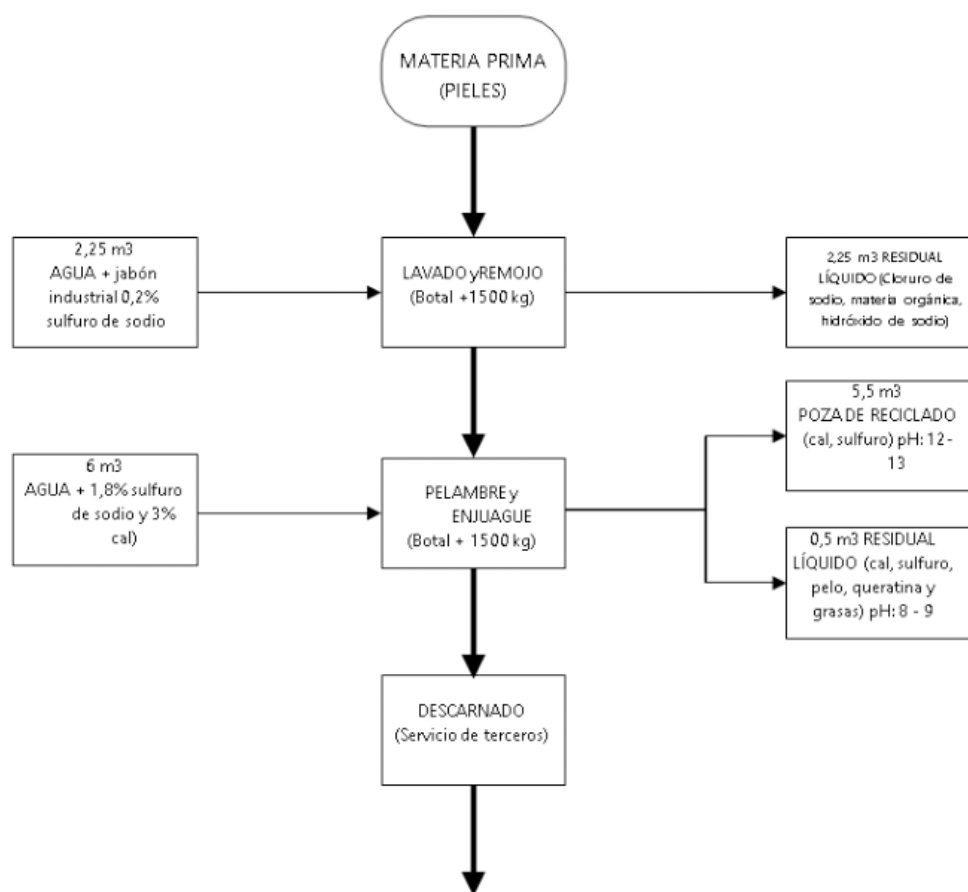 MATERIA PRIMA
(PIELES)
2,25 m3
AGUA + jabón
industrial 0,2%
sulfuro de sodio
LAVADO yREMOJO
(Botal +1500 kg)
2,25 m3 RESIDUAL
LÍQUIDO (Cloruro de
sodio, materia orgánica,
hidróxido de sodio)
5,5 m3
POZA DE RECICLADO
(cal, sulfuro) pH: 12 -
13
6 m3
AGUA + 1,8% sulfuro
de sodio y 3%
cal)
PELAMBRE y
ENJUAGUE
(Botal + 1500 kg)
0,5 m3 RESIDUAL
LÍQUIDO (cal, sulfuro,
pelo, queratina y
grasas) pH: 8 - 9
DESCARNADO
(Servicio de terceros)